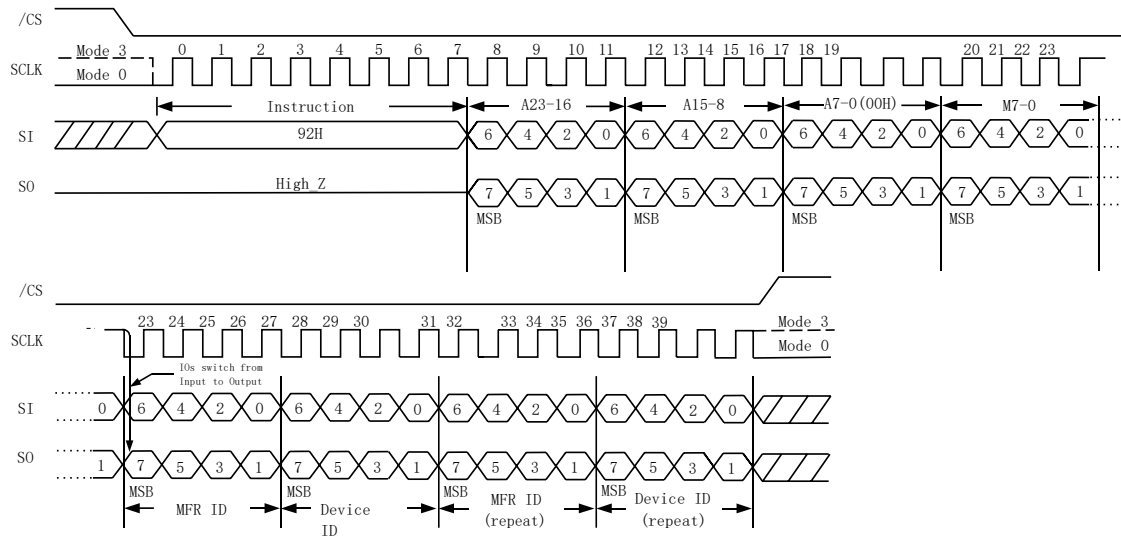 /CS
Mode 3
0 1 2 3 4 5 6 7 8 9 10 11 12 13 14 15 16 17 18 19 20 21 22 23
SCLK
Mode 0
Instruction A23-16 A15-8 A7-0(00H) M7-0
SI 92H 6 4 2 0 6 4 2 0 6 4 2 0 6 4 2 0
SO High_Z 7 5 3 1 7 5 3 1 7 5 3 1 7 5 3 1
MSB MSB MSB MSB
/CS
23 24 25 26 27 28 29 30 31 32 33 34 35 36 37 38 39 Mode 3
SCLK
Mode 0
IOs switch from
Input to Output
SI 0 6 4 2 0 6 4 2 0 6 4 2 0 6 4 2 0
SO 1 7 5 3 1 7 5 3 1 7 5 3 1 7 5 3 1
MSB MSB MSB MSB
MFR ID
Device
ID
MFR ID
(repeat)
Device ID
(repeat)